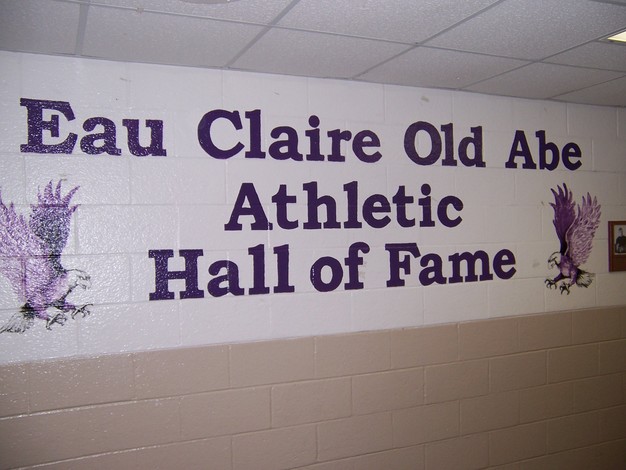 Eau Claire Old Abe
Athletic
Hall of Fame